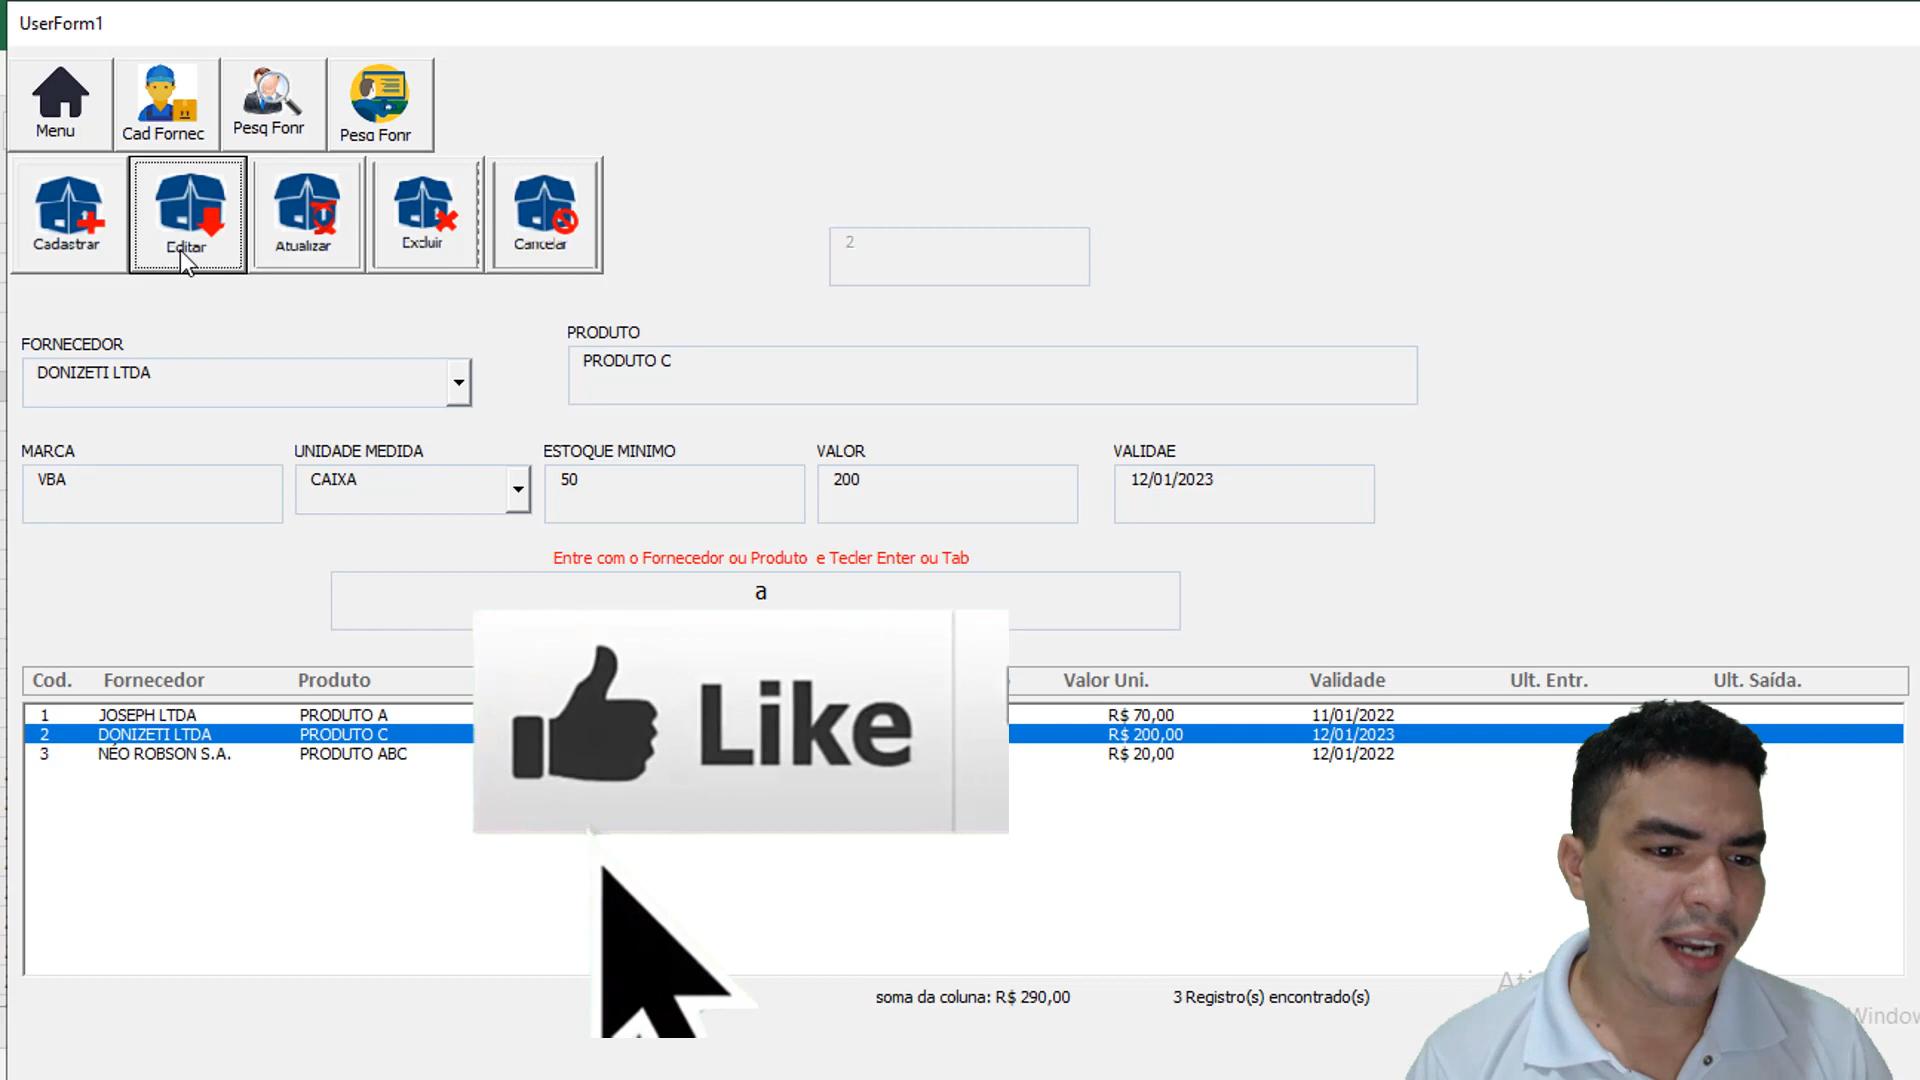 UserForm1
Menu
Cad Fornec
Pesq Fonr
Pesq Fonr
Cadastrar
Editar
Atualizar
Excluir
Cancelar
2
FORNECEDOR
PRODUTO
DONIZETI LTDA
PRODUTO C
MARCA
UNIDADE MEDIDA
ESTOQUE MINIMO
VALOR
VALIDAE
VBA
CAIXA
50
200
12/01/2023
Entre com o Fornecedor ou Produto e Tecler Enter ou Tab
a
Like
Cod. Fornecedor Produto Valor Uni. Validade Ult. Entr. Ult. Saída.
1 JOSEPH LTDA PRODUTO A R$ 70,00 11/01/2022
2 DONIZETI LTDA PRODUTO C R$ 200,00 12/01/2023
3 NÉO ROBSON S.A. PRODUTO ABC R$ 20,00 12/01/2022
soma da coluna: R$ 290,00
3 Registro(s) encontrado(s)